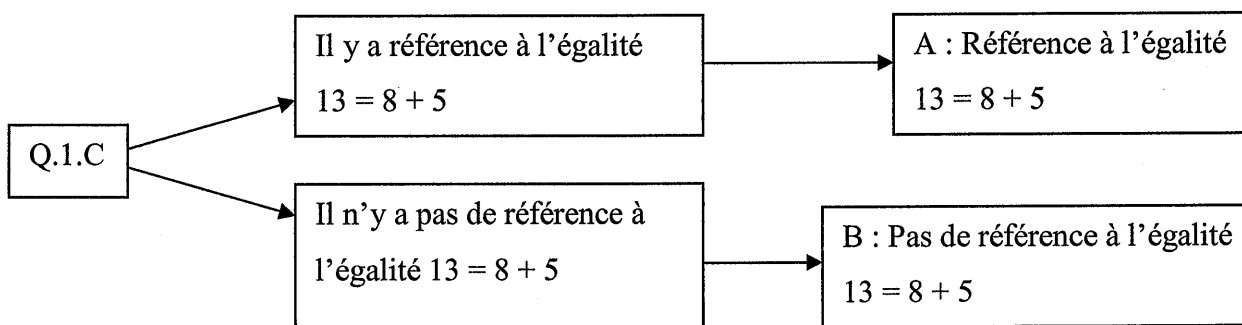 Il y a référence à l'égalité
13 = 8 + 5
A : Référence à l'égalité
13 = 8 + 5
Q.1.C
Il n'y a pas de référence à
l'égalité 13 = 8 + 5
B : Pas de référence à l'égalité
13 = 8 + 5